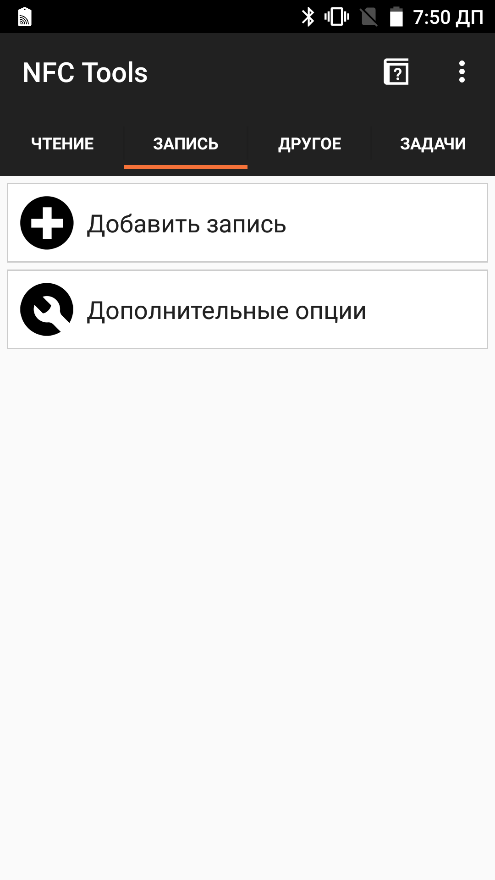 7:50 ДП
NFC Tools
ЧТЕНИЕ ЗАПИСЬ ДРУГОЕ ЗАДАЧИ
Добавить запись
Дополнительные опции